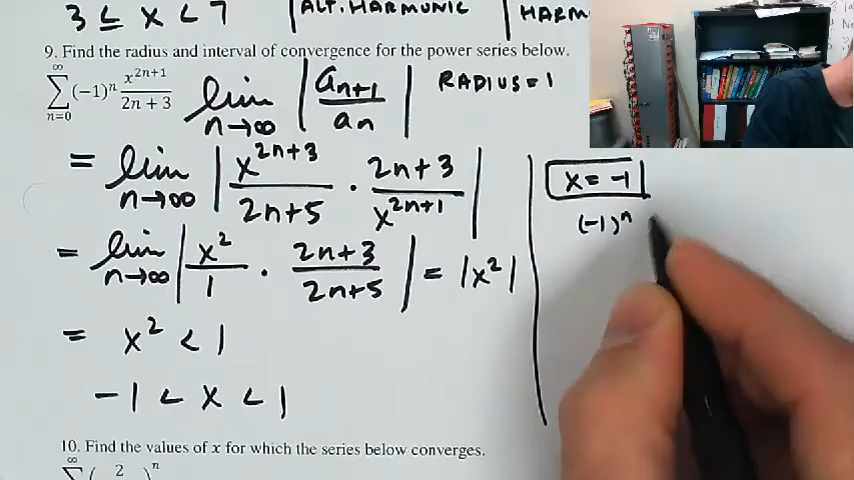 3 ≤ x < 7 | ALT. HARMONIC | HARM
9. Find the radius and interval of convergence for the power series below.
∞
∑ (-1)^n x^{2n+1}/(2n + 3) lim | a_{n+1}/a_n | RADIUS = 1
n=0 n→∞
= lim | x^{2n+3}/(2n+5) · (2n+3)/x^{2n+1} |
n→∞
x = -1
(-1)^n
= lim | x^2/1 · (2n+3)/(2n+5) | = |x^2|
n→∞
= x^2 < 1
-1 < x < 1
10. Find the values of x for which the series below converges.
∞
∑ ( 2 )^n